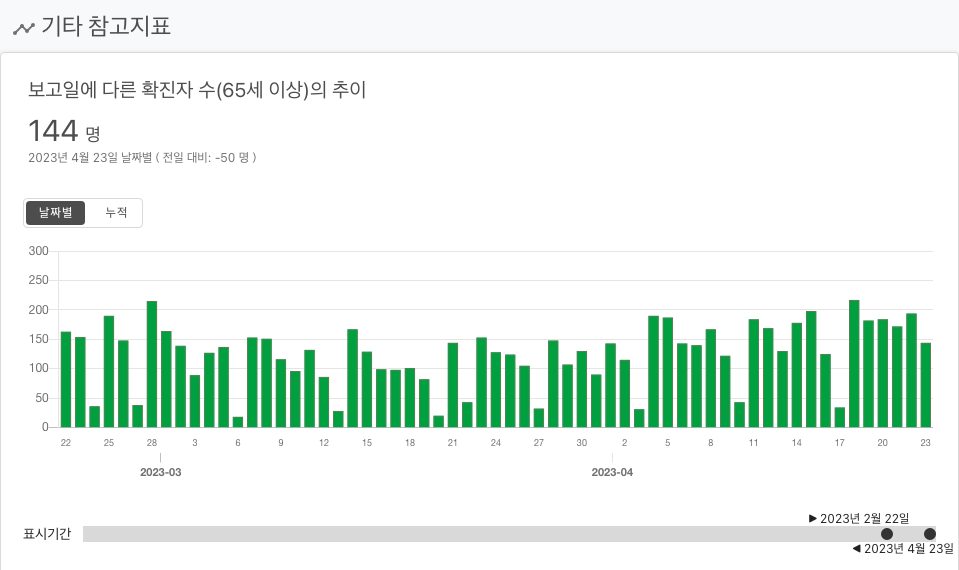 기타 참고지표
보고일에 다른 확진자 수(65세 이상)의 추이
144 명
2023년 4월 23일 날짜별 ( 전일 대비: -50 명 )
날짜별 누적
300
250
200
150
100
50
0
22 25 28 3 6 9 12 15 18 21 24 27 30 2 5 8 11 14 17 20 23
2023-03 2023-04
▶ 2023년 2월 22일
표시기간
◀ 2023년 4월 23일